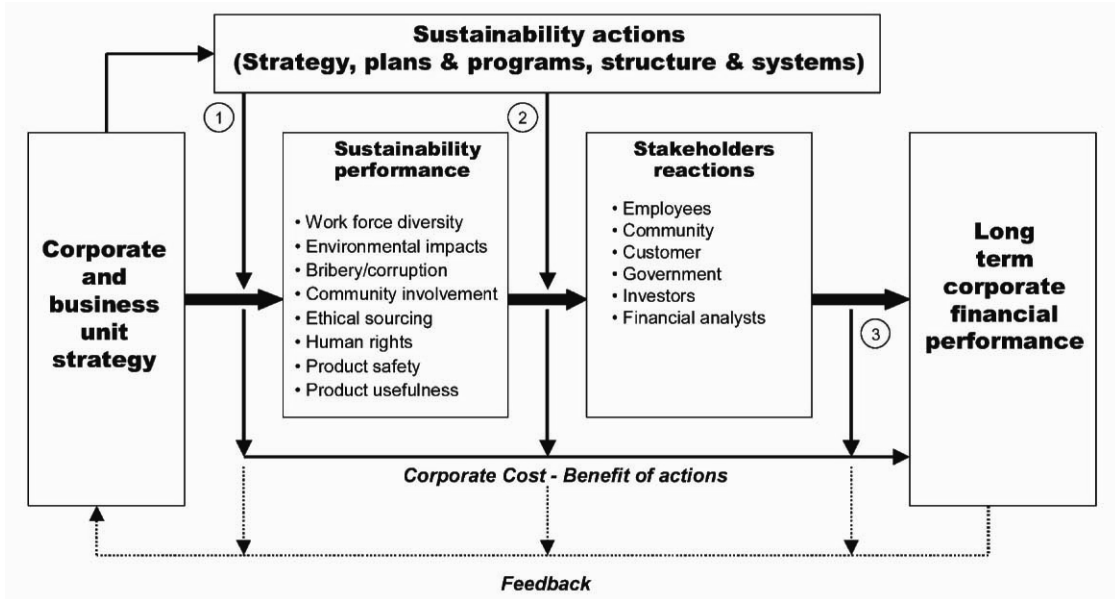 Sustainability actions
(Strategy, plans & programs, structure & systems)
1
2
Corporate
and
business
unit
strategy
Sustainability
performance
• Work force diversity
• Environmental impacts
• Bribery/corruption
• Community involvement
• Ethical sourcing
• Human rights
• Product safety
• Product usefulness
Stakeholders
reactions
• Employees
• Community
• Customer
• Government
• Investors
• Financial analysts
3
Long
term
corporate
financial
performance
Corporate Cost - Benefit of actions
Feedback